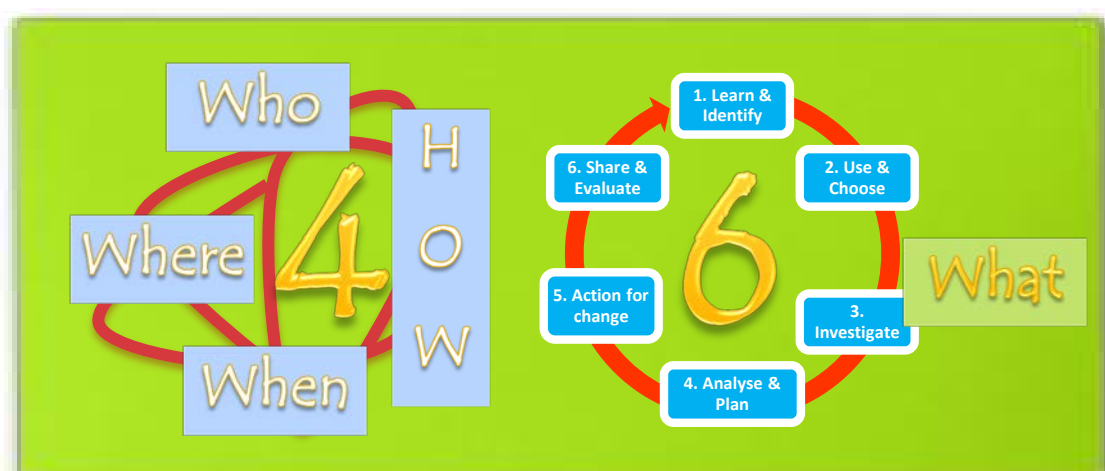 Who
Where
4
When
HOW
1. Learn &
Identify
2. Use &
Choose
3.
Investigate
4. Analyse &
Plan
5. Action for
change
6. Share &
Evaluate
6
What